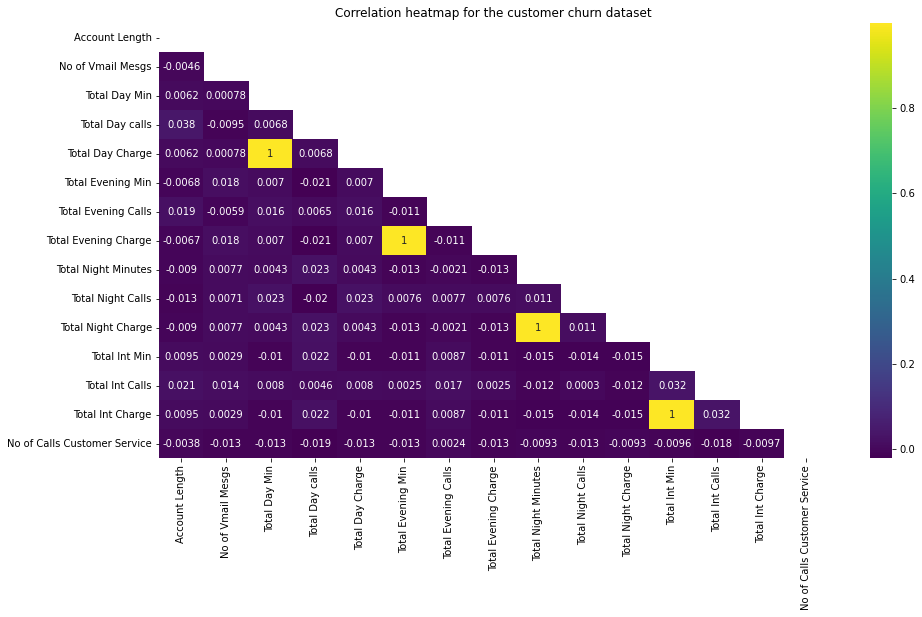 Correlation heatmap for the customer churn dataset
Account Length
No of Vmail Mesgs -0.0046
Total Day Min 0.0062 0.00078
Total Day calls 0.038 -0.0095 0.0068
Total Day Charge 0.0062 0.00078 1 0.0068
Total Evening Min -0.0068 0.018 0.007 -0.021 0.007
Total Evening Calls 0.019 -0.0059 0.016 0.0065 0.016 -0.011
Total Evening Charge -0.0067 0.018 0.007 -0.021 0.007 1 -0.011
Total Night Minutes -0.009 0.0077 0.0043 0.023 0.0043 -0.013 -0.0021 -0.013
Total Night Calls -0.013 0.0071 0.023 -0.02 0.023 0.0076 0.0077 0.0076 0.011
Total Night Charge -0.009 0.0077 0.0043 0.023 0.0043 -0.013 -0.0021 -0.013 1 0.011
Total Int Min 0.0095 0.0029 -0.01 0.022 -0.01 -0.011 0.0087 -0.011 -0.015 -0.014 -0.015
Total Int Calls 0.021 0.014 0.008 0.0046 0.008 0.0025 0.017 0.0025 -0.012 0.0003 -0.012 0.032
Total Int Charge 0.0095 0.0029 -0.01 0.022 -0.01 -0.011 0.0087 -0.011 -0.015 -0.014 -0.015 1 0.032
No of Calls Customer Service -0.0038 -0.013 -0.013 -0.019 -0.013 -0.013 0.0024 -0.013 -0.0093 -0.013 -0.0093 -0.0096 -0.018 -0.0097
Account Length
No of Vmail Mesgs
Total Day Min
Total Day calls
Total Day Charge
Total Evening Min
Total Evening Calls
Total Evening Charge
Total Night Minutes
Total Night Calls
Total Night Charge
Total Int Min
Total Int Calls
Total Int Charge
No of Calls Customer Service
0.8
0.6
0.4
0.2
0.0